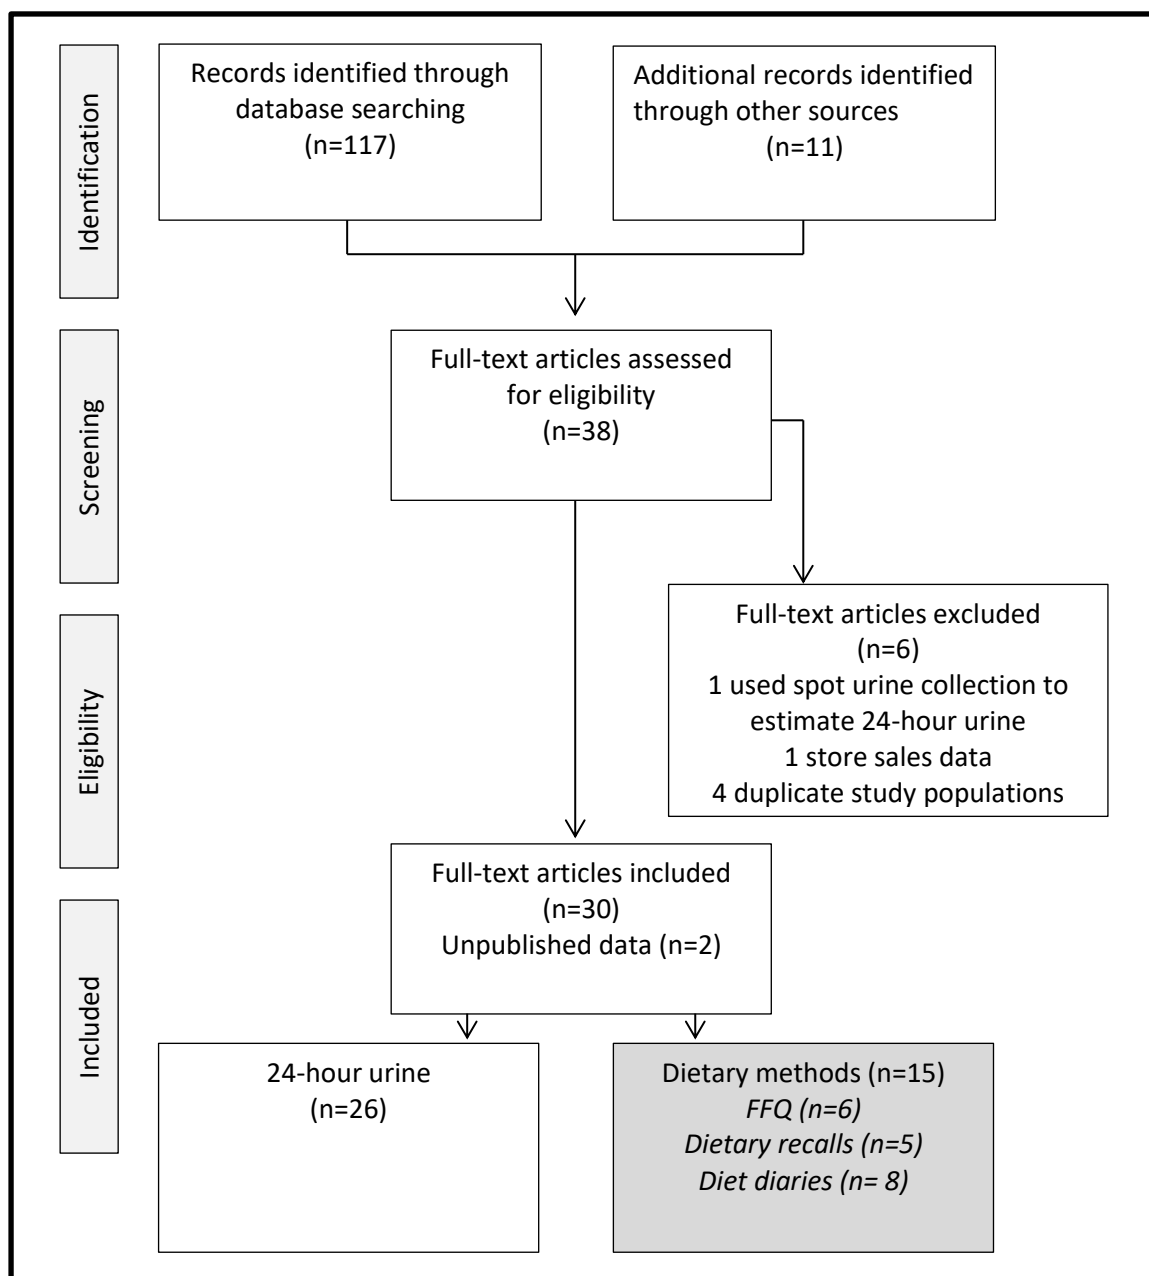 Identification
Records identified through
database searching
(n=117)
Additional records identified
through other sources
(n=11)
Screening
Full-text articles assessed
for eligibility
(n=38)
Eligibility
Full-text articles excluded
(n=6)
1 used spot urine collection to
estimate 24-hour urine
1 store sales data
4 duplicate study populations
Included
Full-text articles included
(n=30)
Unpublished data (n=2)
24-hour urine
(n=26)
Dietary methods (n=15)
FFQ (n=6)
Dietary recalls (n=5)
Diet diaries (n= 8)